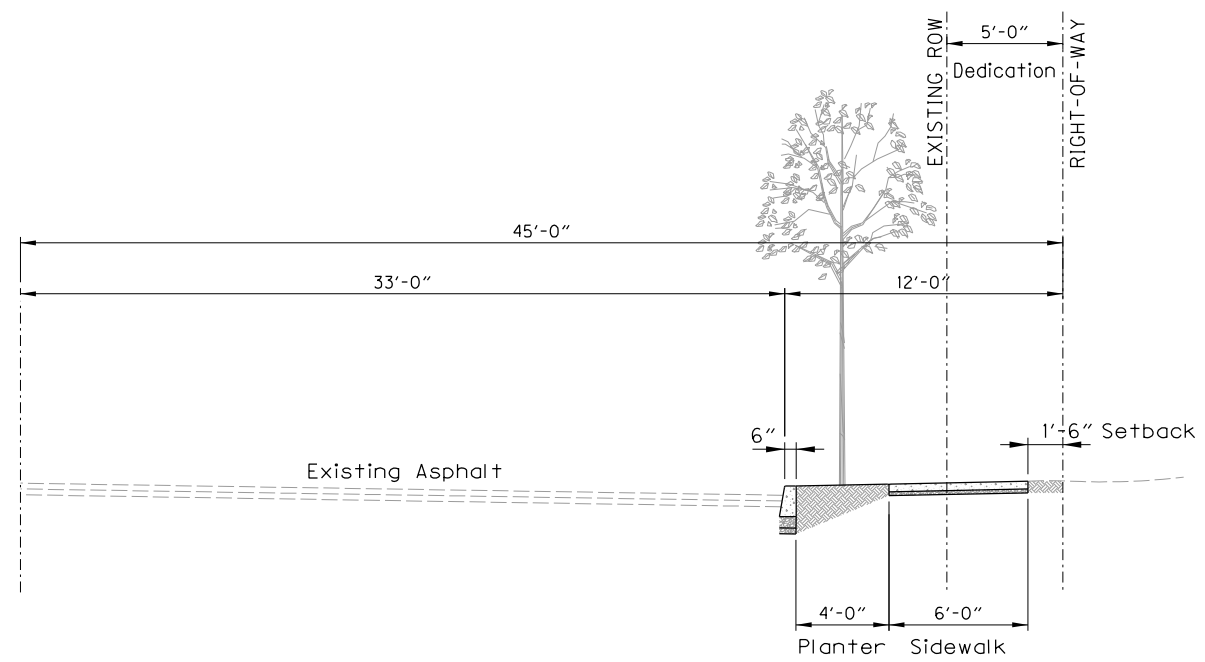 5'-0"
Dedication
EXISTING ROW
RIGHT-OF-WAY
45'-0"
33'-0"
12'-0"
6"
1'-6" Setback
Existing Asphalt
4'-0"
6'-0"
Planter
Sidewalk